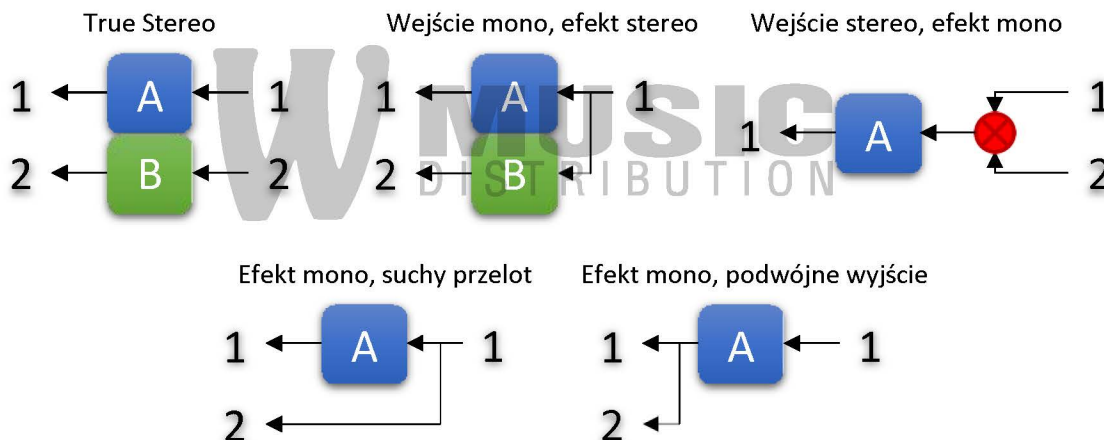 True Stereo
Wejście mono, efekt stereo
Wejście stereo, efekt mono
1 A 1
2 B 2
1 A 1
2 B
1 A 1
2
W MUSIC
DISTRIBUTION
Efekt mono, suchy przelot
Efekt mono, podwójne wyjście
1 A 1
2
1 A 1
2